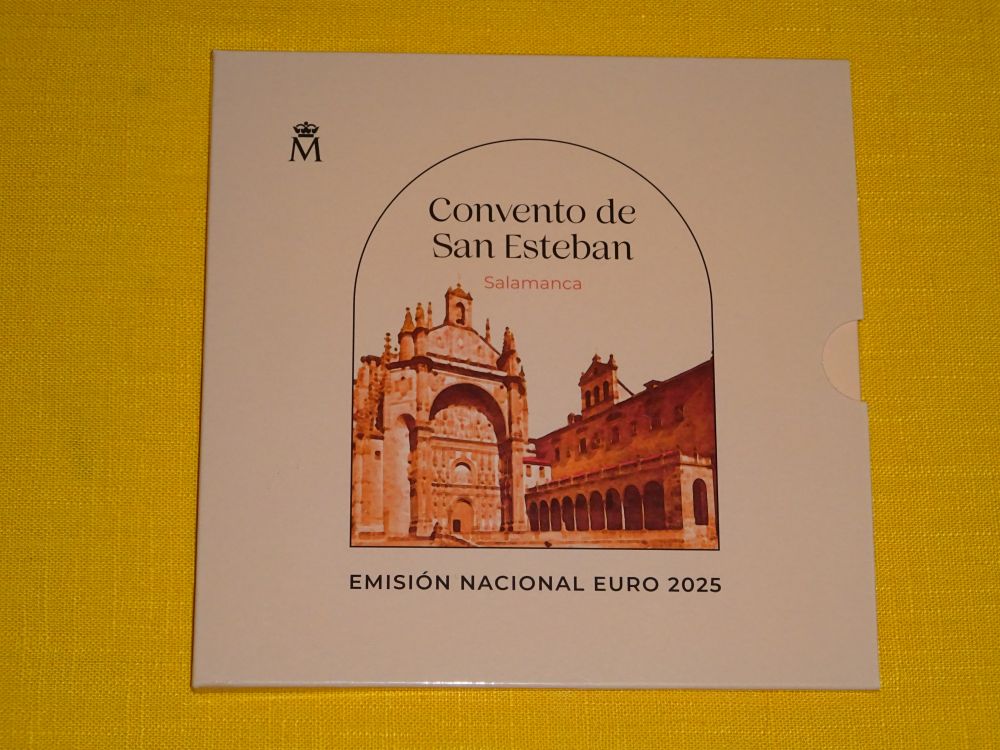 M
Convento de
San Esteban
Salamanca
EMISIÓN NACIONAL EURO 2025